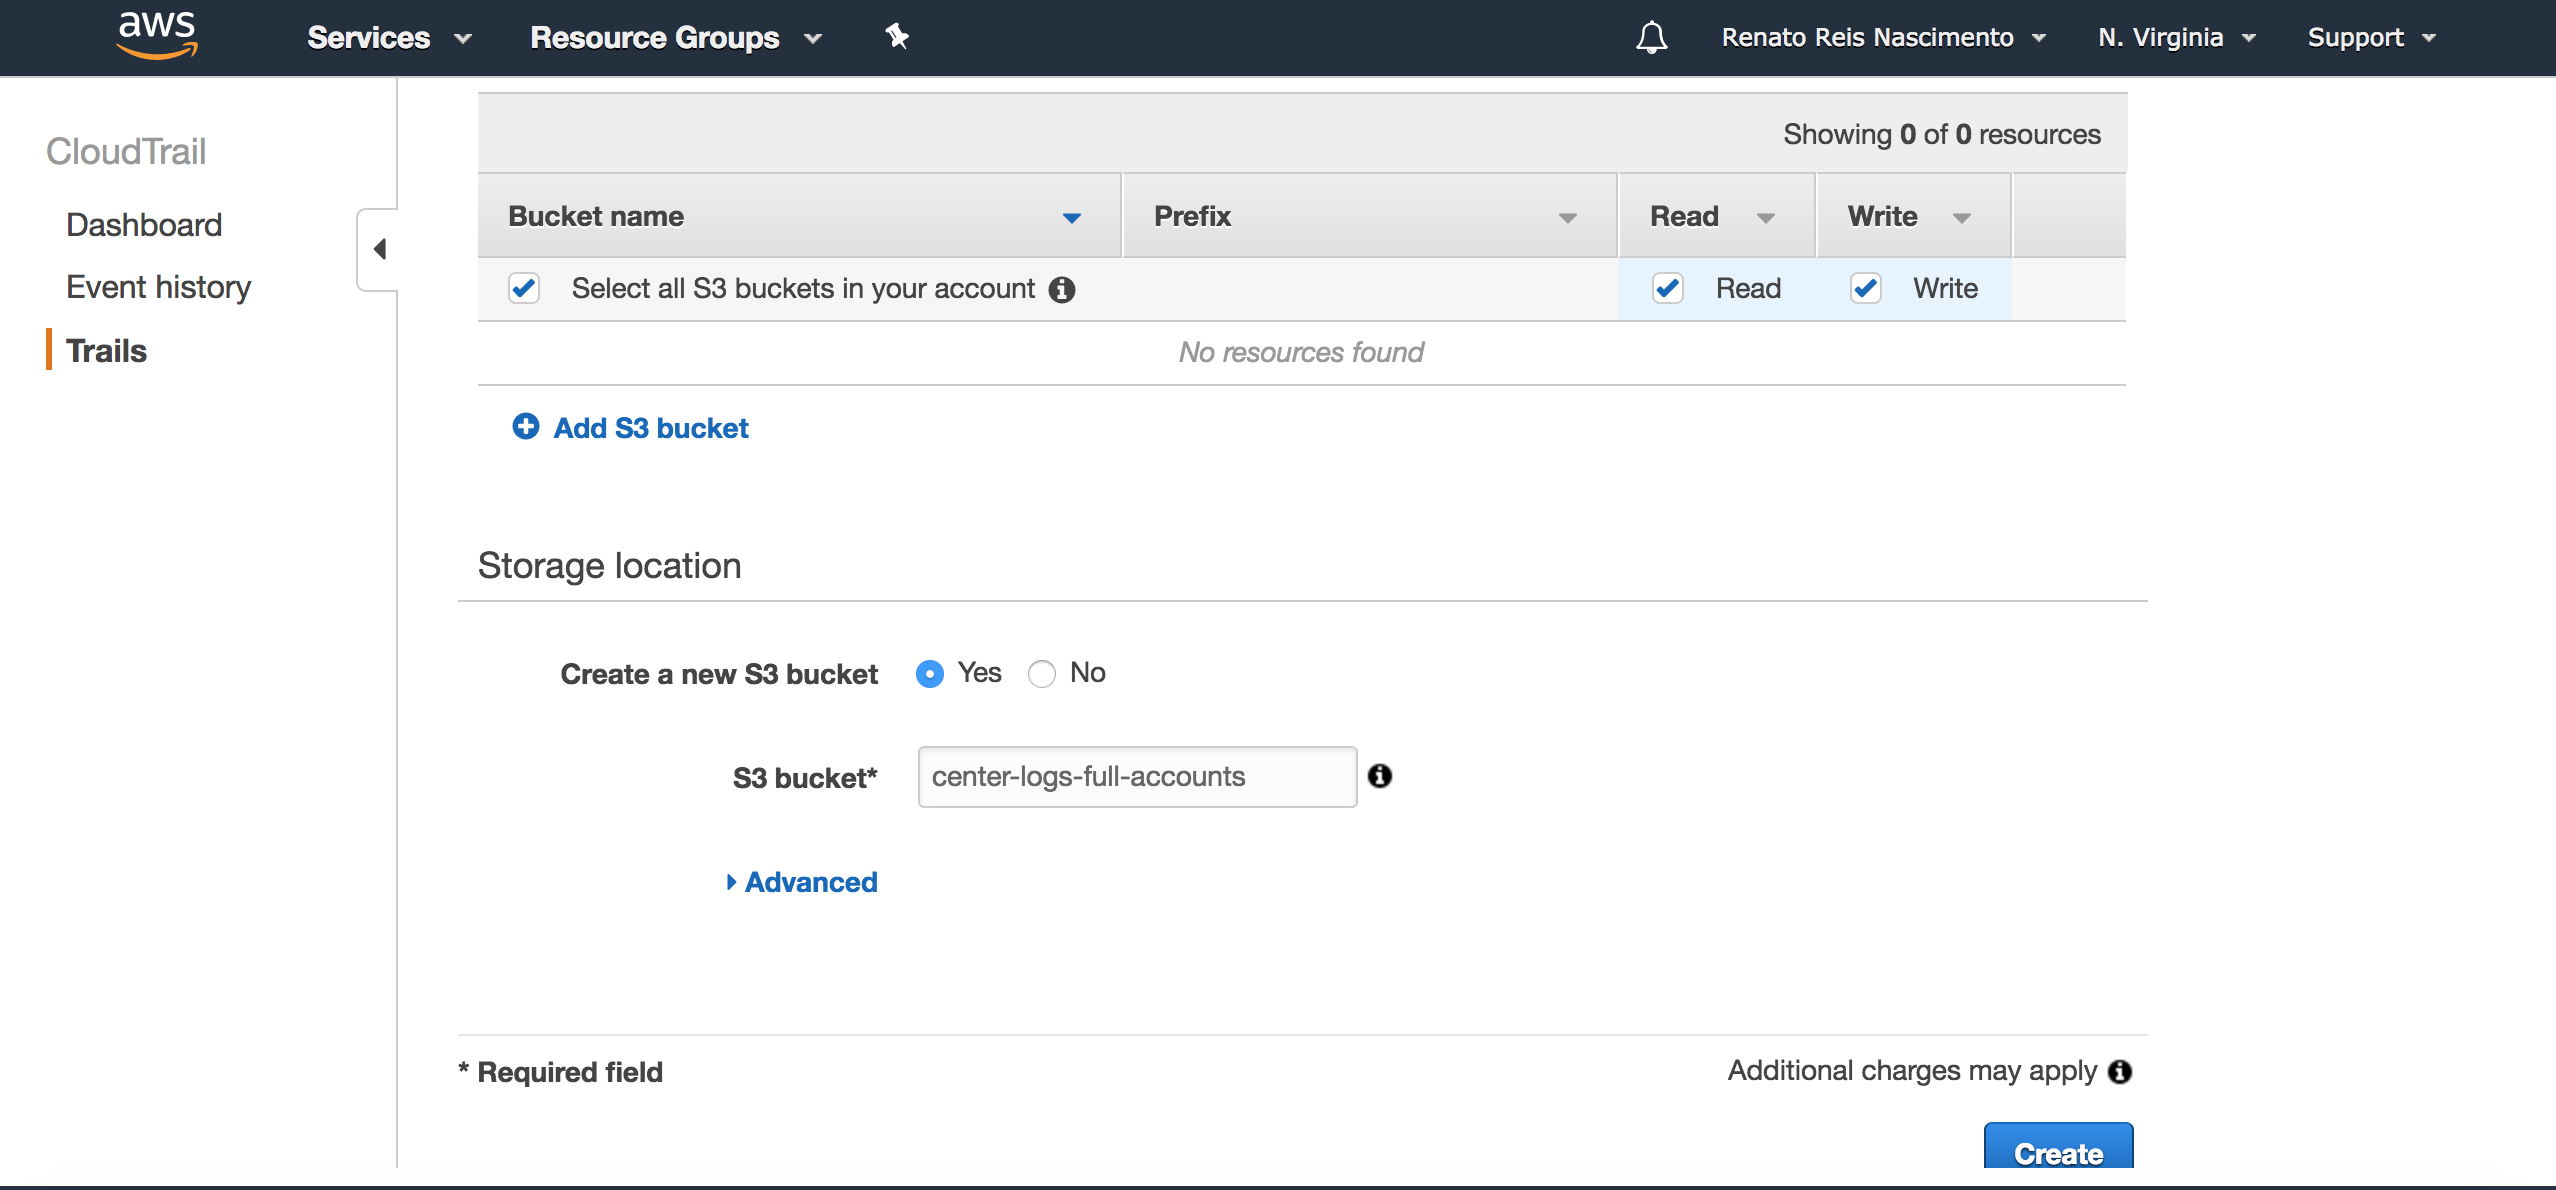 aws Services Resource Groups Renato Reis Nascimento N. Virginia Support
CloudTrail
Dashboard
Event history
Trails
Showing 0 of 0 resources
Bucket name Prefix Read Write
Select all S3 buckets in your account Read Write
No resources found
Add S3 bucket
Storage location
Create a new S3 bucket Yes No
S3 bucket* center-logs-full-accounts
Advanced
* Required field Additional charges may apply
Create